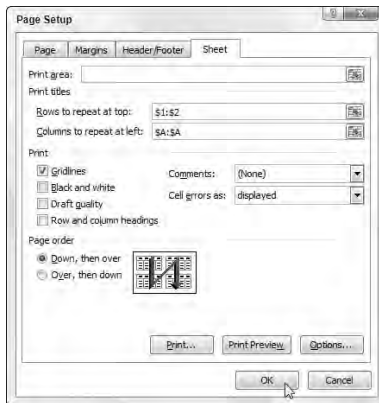 Page Setup
Page Margins Header/Footer Sheet
Print area:
Print titles
Rows to repeat at top: $1:$2
Columns to repeat at left: $A:$A
Print
Gridlines Comments: (None)
Black and white Cell errors as: displayed
Draft quality
Row and column headings
Page order
Down, then over
Over, then down
Print... Print Preview Options...
OK Cancel